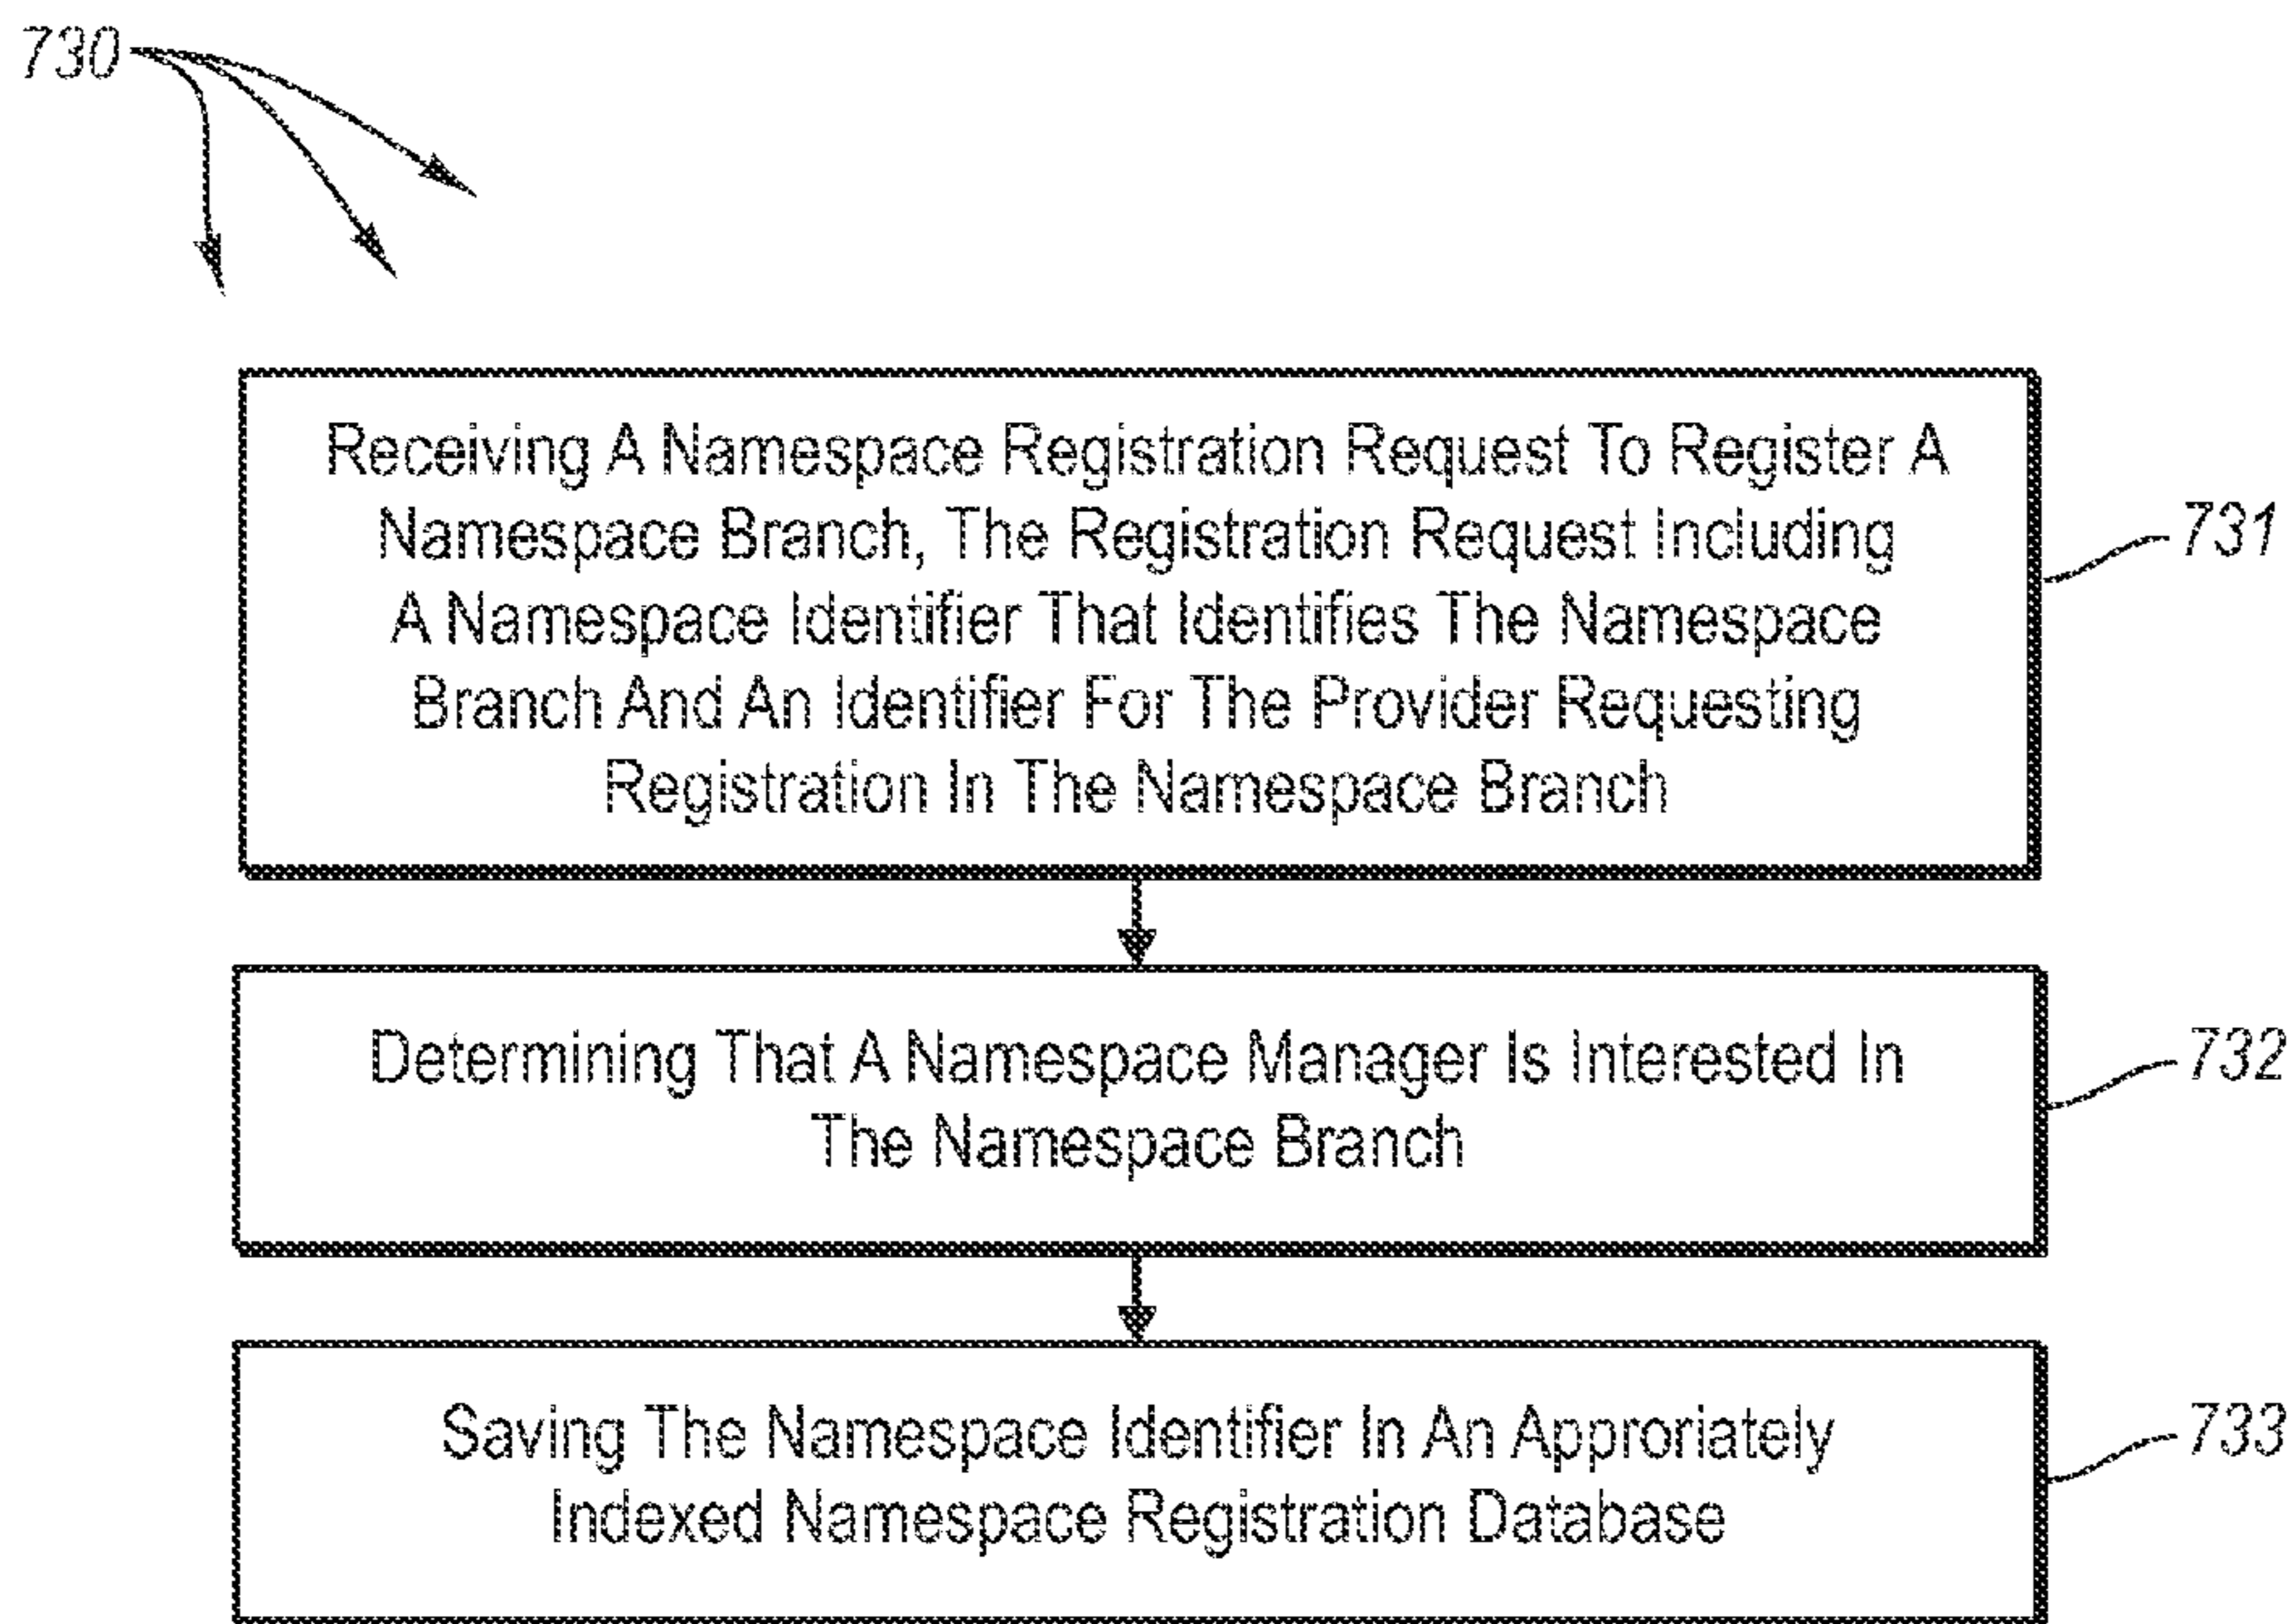 730
Receiving A Namespace Registration Request To Register A
Namespace Branch, The Registration Request Including
A Namespace Identifier That Identifies The Namespace
Branch And An Identifier For The Provider Requesting
Registration In The Namespace Branch
731
Determining That A Namespace Manager Is Interested In
The Namespace Branch
732
Saving The Namespace Identifier In An Approriately
Indexed Namespace Registration Database
733